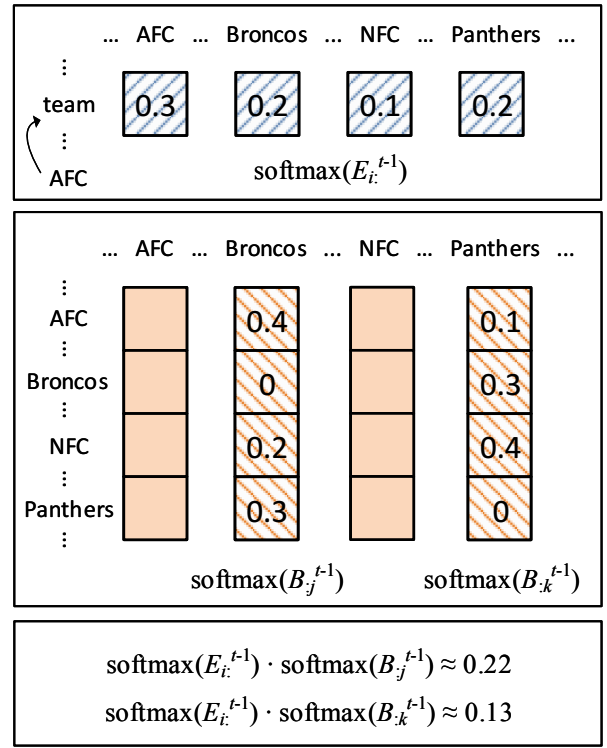 ... AFC ... Broncos ... NFC ... Panthers ...
⋮
team 0.3 0.2 0.1 0.2
⋮
AFC softmax(E_{i:}^{t-1})
... AFC ... Broncos ... NFC ... Panthers ...
⋮
AFC 0.4 0.1
⋮
Broncos 0 0.3
⋮
NFC 0.2 0.4
⋮
Panthers 0.3 0
⋮
softmax(B_{:j}^{t-1}) softmax(B_{:k}^{t-1})
softmax(E_{i:}^{t-1}) · softmax(B_{:j}^{t-1}) ≈ 0.22
softmax(E_{i:}^{t-1}) · softmax(B_{:k}^{t-1}) ≈ 0.13